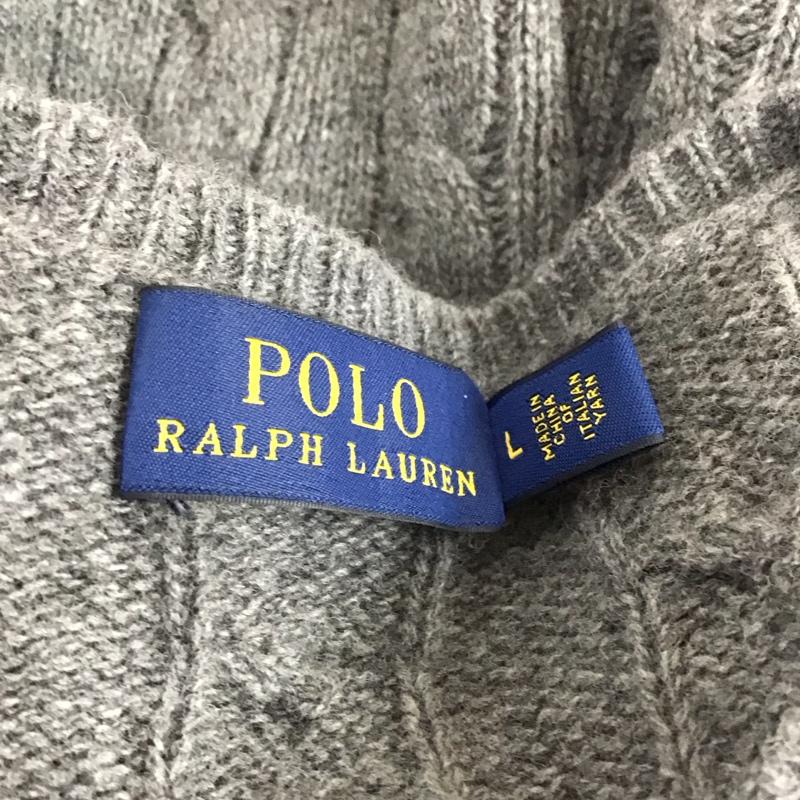 POLO
RALPH LAUREN
L
MADE IN
CHINA
OF
ITALIAN
YARN